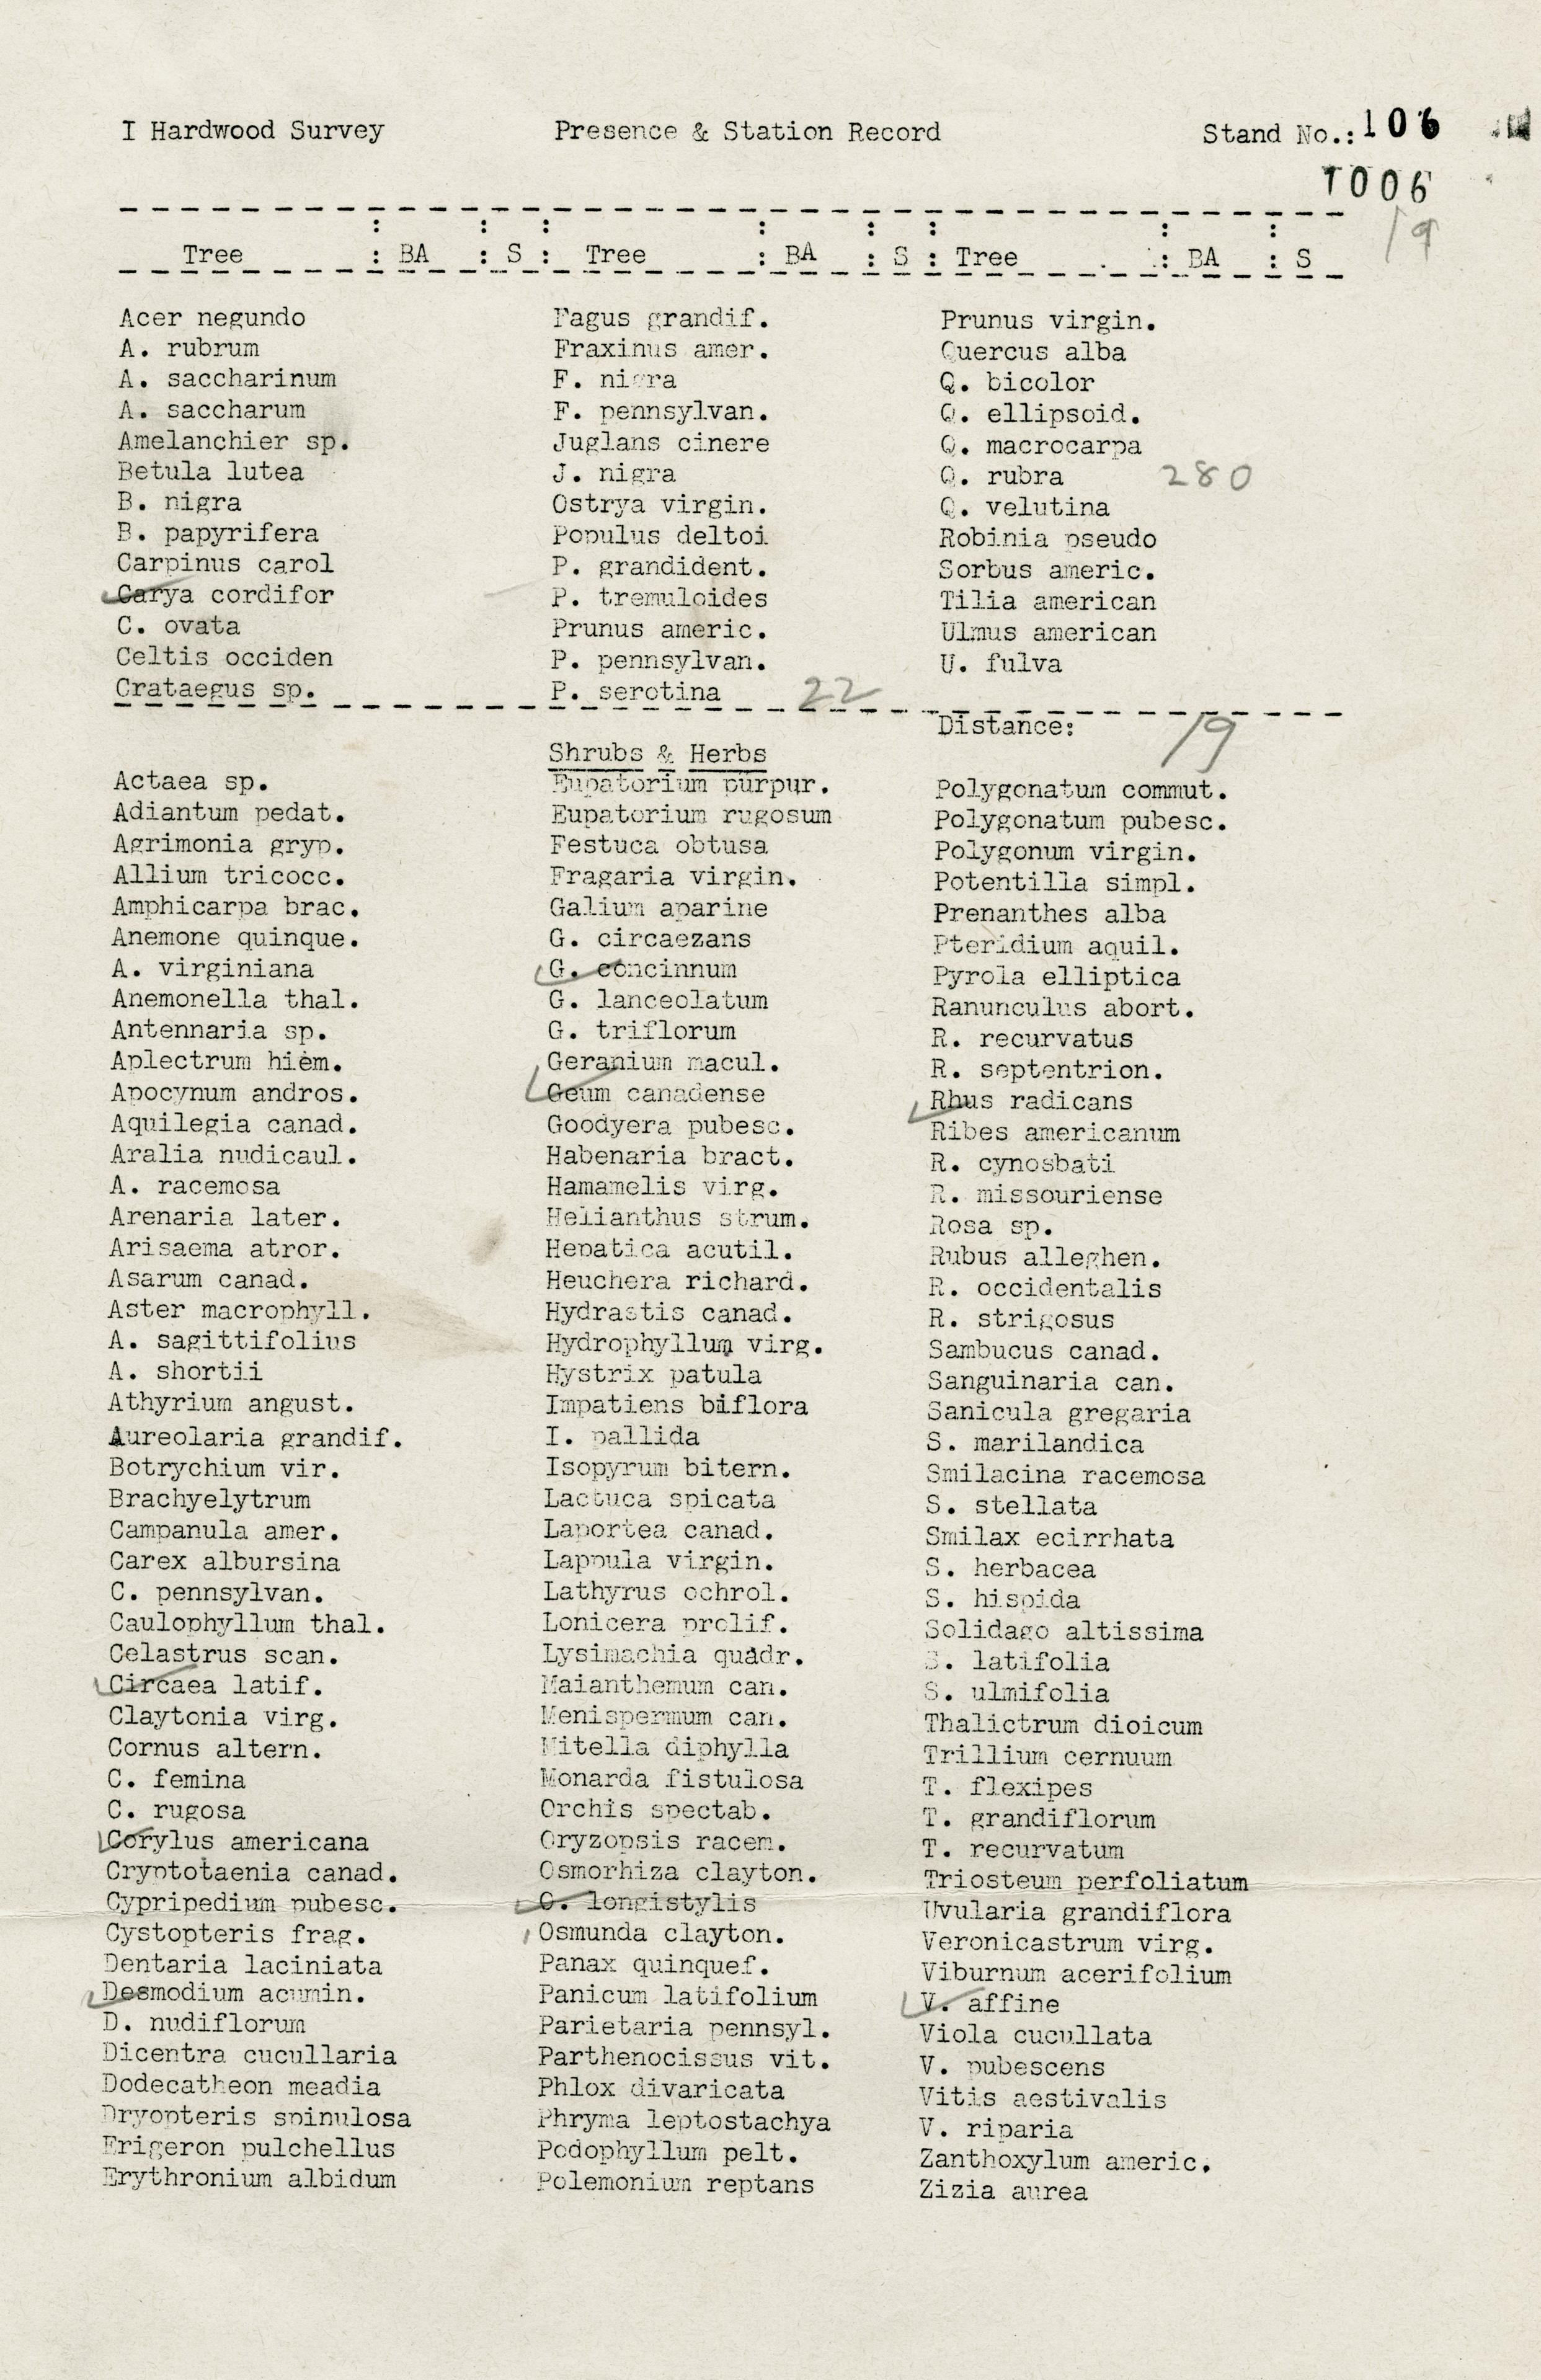 I Hardwood Survey Presence & Station Record Stand No.: 106
1006
19
Tree : BA : S : Tree : BA : S : Tree : BA : S
Acer negundo
A. rubrum
A. saccharinum
A. saccharum
Amelanchier sp.
Betula lutea
B. nigra
B. papyrifera
Carpinus carol
Carya cordifor
C. ovata
Celtis occiden
Crataegus sp.
Fagus grandif.
Fraxinus amer.
F. nigra
F. pennsylvan.
Juglans cinere
J. nigra
Ostrya virgin.
Populus deltoi
P. grandident.
P. tremuloides
Prunus americ.
P. pennsylvan.
P. serotina 22
Prunus virgin.
Quercus alba
Q. bicolor
Q. ellipsoid.
Q. macrocarpa
Q. rubra 280
Q. velutina
Robinia pseudo
Sorbus americ.
Tilia american
Ulmus american
U. fulva
Distance: 19
Shrubs & Herbs
Actaea sp.
Adiantum pedat.
Agrimonia gryp.
Allium tricocc.
Amphicarpa brac.
Anemone quinque.
A. virginiana
Anemonella thal.
Antennaria sp.
Aplectrum hiem.
Apocynum andros.
Aquilegia canad.
Aralia nudicaul.
A. racemosa
Arenaria later.
Arisaema atror.
Asarum canad.
Aster macrophyll.
A. sagittifolius
A. shortii
Athyrium angust.
Aureolaria grandif.
Botrychium vir.
Brachyelytrum
Campanula amer.
Carex albursina
C. pennsylvan.
Caulophyllum thal.
Celastrus scan.
Circaea latif.
Claytonia virg.
Cornus altern.
C. femina
C. rugosa
Corylus americana
Cryptotaenia canad.
Cypripedium pubesc.
Cystopteris frag.
Dentaria laciniata
Desmodium acumin.
D. nudiflorum
Dicentra cucullaria
Dodecatheon meadia
Dryopteris spinulosa
Erigeron pulchellus
Erythronium albidum
Eupatorium purpur.
Eupatorium rugosum
Festuca obtusa
Fragaria virgin.
Galium aparine
G. circaezans
G. concinnum
G. lanceolatum
G. triflorum
Geranium macul.
Geum canadense
Goodyera pubesc.
Habenaria bract.
Hamamelis virg.
Helianthus strum.
Hepatica acutil.
Heuchera richard.
Hydrastis canad.
Hydrophyllum virg.
Hystrix patula
Impatiens biflora
I. pallida
Isopyrum bitern.
Lactuca spicata
Laportea canad.
Lappula virgin.
Lathyrus ochrol.
Lonicera prolif.
Lysimachia quadr.
Maianthemum can.
Menispermum can.
Mitella diphylla
Monarda fistulosa
Orchis spectab.
Oryzopsis racem.
Osmorhiza clayton.
O. longistylis
Osmunda clayton.
Panax quinquef.
Panicum latifolium
Parietaria pennsyl.
Parthenocissus vit.
Phlox divaricata
Phryma leptostachya
Podophyllum pelt.
Polemonium reptans
Polygonatum commut.
Polygonatum pubesc.
Polygonum virgin.
Potentilla simpl.
Prenanthes alba
Pteridium aquil.
Pyrola elliptica
Ranunculus abort.
R. recurvatus
R. septentrion.
Rhus radicans
Ribes americanum
R. cynosbati
R. missouriense
Rosa sp.
Rubus alleghen.
R. occidentalis
R. strigosus
Sambucus canad.
Sanguinaria can.
Sanicula gregaria
S. marilandica
Smilacina racemosa
S. stellata
Smilax ecirrhata
S. herbacea
S. hispida
Solidago altissima
S. latifolia
S. ulmifolia
Thalictrum dioicum
Trillium cernuum
T. flexipes
T. grandiflorum
T. recurvatum
Triosteum perfoliatum
Uvularia grandiflora
Veronicastrum virg.
Viburnum acerifolium
V. affine
Viola cucullata
V. pubescens
Vitis aestivalis
V. riparia
Zanthoxylum americ.
Zizia aurea